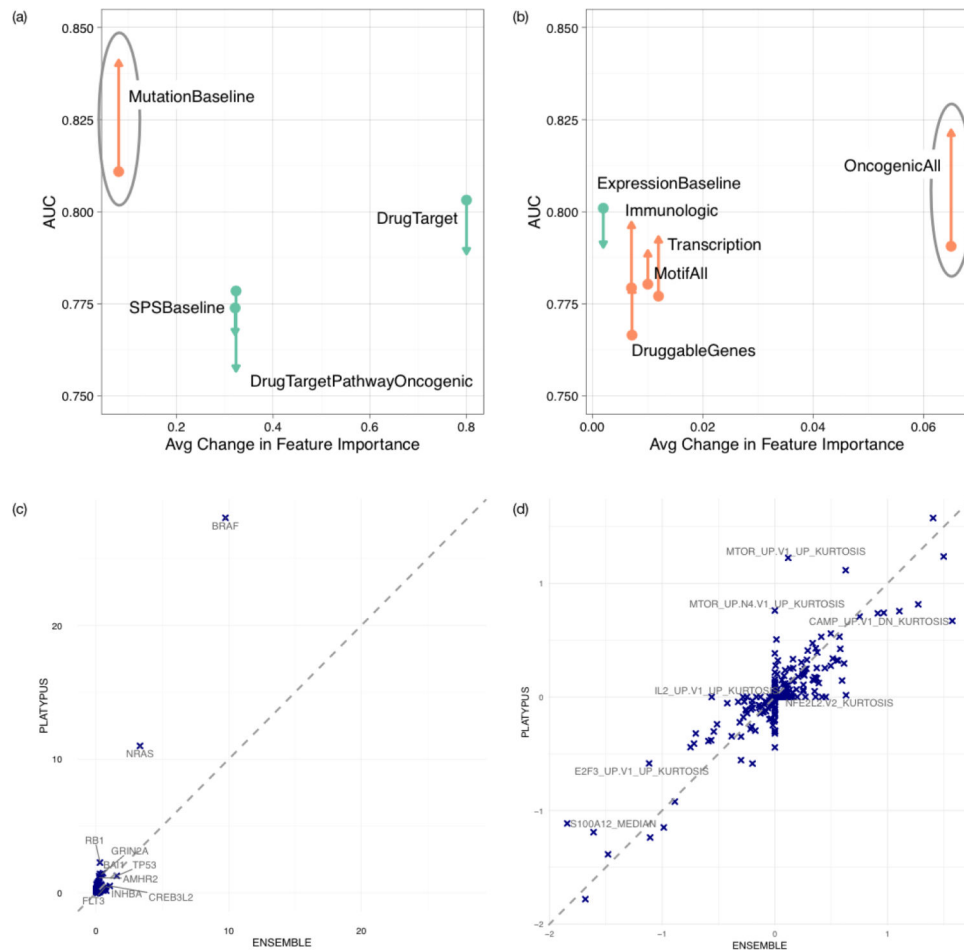 (a)
0.850
0.825
0.800
0.775
0.750
AUC
MutationBaseline
DrugTarget
SPSBaseline
DrugTargetPathwayOncogenic
0.2
0.4
0.6
0.8
Avg Change in Feature Importance
(b)
0.850
0.825
0.800
0.775
0.750
AUC
OncogenicAll
ExpressionBaseline
Immunologic
Transcription
MotifAll
DruggableGenes
0.00
0.02
0.04
0.06
Avg Change in Feature Importance
(c)
BRAF
20
PLATYPUS
NRAS
10
RB1
GRIN2A
BAI1
TP53
AMHR2
INHBA
CREB3L2
FLT3
0
0
10
20
ENSEMBLE
(d)
MTOR_UP.V1_UP_KURTOSIS
1
MTOR_UP.N4.V1_UP_KURTOSIS
CAMP_UP.V1_DN_KURTOSIS
IL2_UP.V1_UP_KURTOSIS
0
NFE2L2.V2_KURTOSIS
PLATYPUS
E2F3_UP.V1_UP_KURTOSIS
-1
S100A12_MEDIAN
-2
-2
-1
0
1
ENSEMBLE